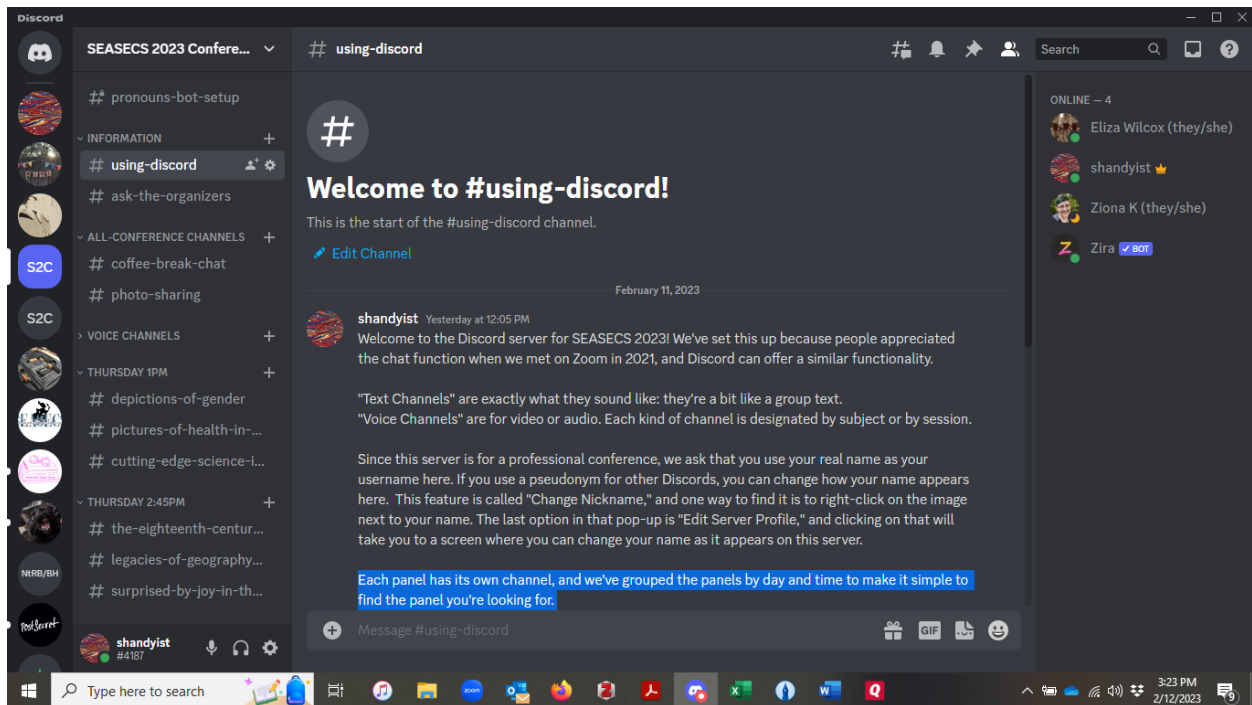 Discord
SEASECS 2023 Confere...
using-discord
Search
pronouns-bot-setup
INFORMATION
using-discord
ask-the-organizers
ALL-CONFERENCE CHANNELS
coffee-break-chat
photo-sharing
VOICE CHANNELS
THURSDAY 1PM
depictions-of-gender
pictures-of-health-in-...
cutting-edge-science-i...
THURSDAY 2:45PM
the-eighteenth-centur...
legacies-of-geography...
surprised-by-joy-in-th...
S2C
S2C
NtRB/BH
PostSecret
shandyist
#4187
Welcome to #using-discord!
This is the start of the #using-discord channel.
Edit Channel
February 11, 2023
shandyist Yesterday at 12:05 PM
Welcome to the Discord server for SEASECS 2023! We've set this up because people appreciated
the chat function when we met on Zoom in 2021, and Discord can offer a similar functionality.
"Text Channels" are exactly what they sound like: they're a bit like a group text.
"Voice Channels" are for video or audio. Each kind of channel is designated by subject or by session.
Since this server is for a professional conference, we ask that you use your real name as your
username here. If you use a pseudonym for other Discords, you can change how your name appears
here. This feature is called "Change Nickname," and one way to find it is to right-click on the image
next to your name. The last option in that pop-up is "Edit Server Profile," and clicking on that will
take you to a screen where you can change your name as it appears on this server.
Each panel has its own channel, and we've grouped the panels by day and time to make it simple to
find the panel you're looking for.
Message #using-discord
GIF
ONLINE — 4
Eliza Wilcox (they/she)
shandyist
Ziona K (they/she)
Zira ✓ BOT
Type here to search
zoom
3:23 PM
2/12/2023
9